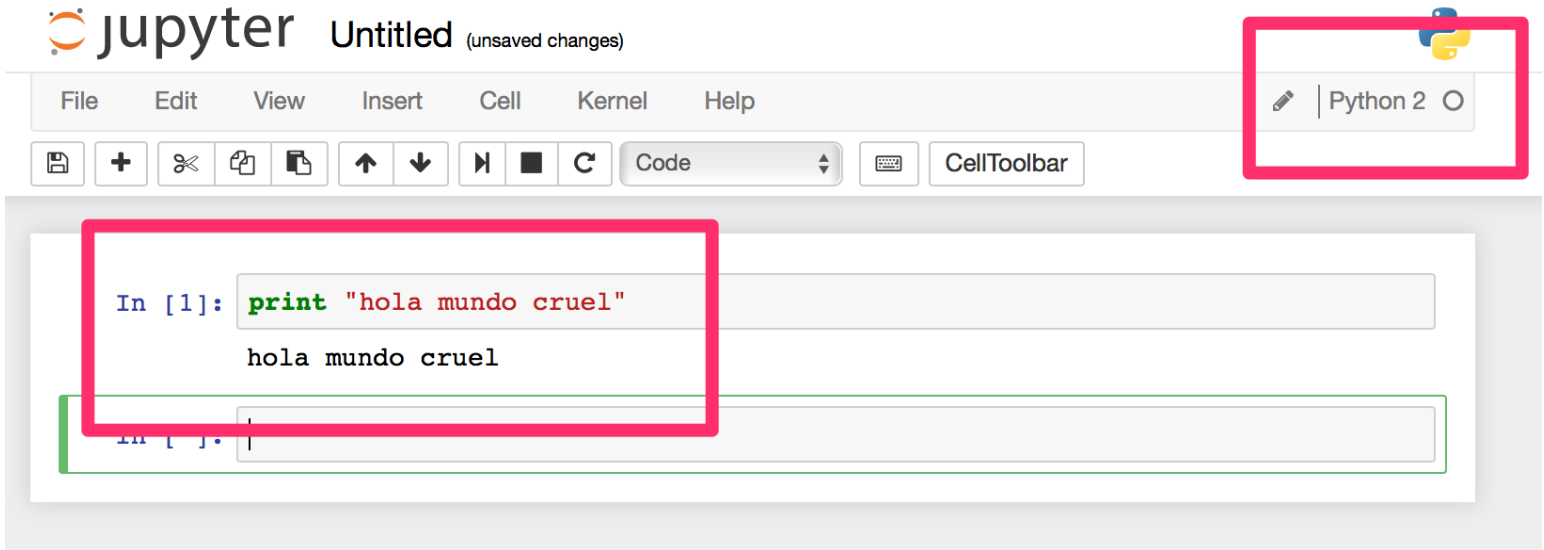 jupyter Untitled (unsaved changes)
File Edit View Insert Cell Kernel Help Python 2
Code CellToolbar
In [1]: print "hola mundo cruel"
hola mundo cruel
In [ ]: